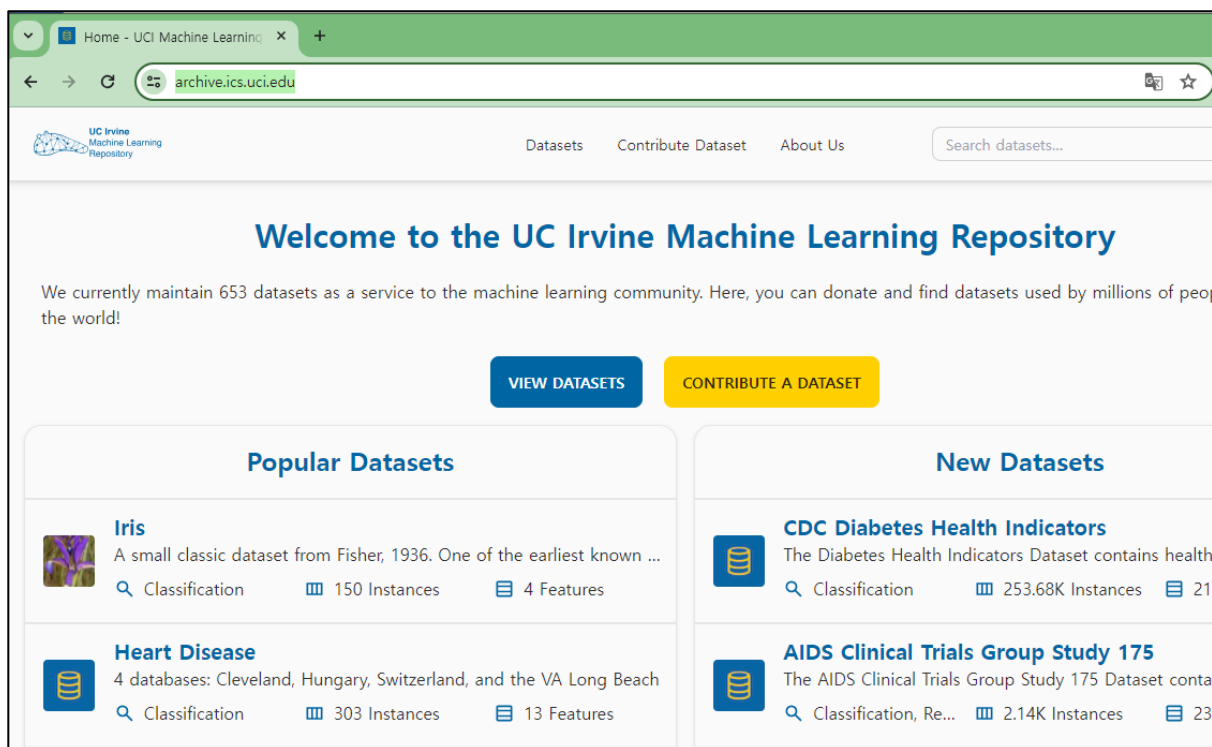 Home - UCI Machine Learning
archive.ics.uci.edu
UC Irvine
Machine Learning
Repository
Datasets Contribute Dataset About Us Search datasets...
Welcome to the UC Irvine Machine Learning Repository
We currently maintain 653 datasets as a service to the machine learning community. Here, you can donate and find datasets used by millions of
the world!
VIEW DATASETS CONTRIBUTE A DATASET
Popular Datasets
Iris
A small classic dataset from Fisher, 1936. One of the earliest known ...
Classification 150 Instances 4 Features
Heart Disease
4 databases: Cleveland, Hungary, Switzerland, and the VA Long Beach
Classification 303 Instances 13 Features
New Datasets
CDC Diabetes Health Indicators
The Diabetes Health Indicators Dataset contains health
Classification 253.68K Instances 21
AIDS Clinical Trials Group Study 175
The AIDS Clinical Trials Group Study 175 Dataset
Classification, Re... 2.14K Instances 23